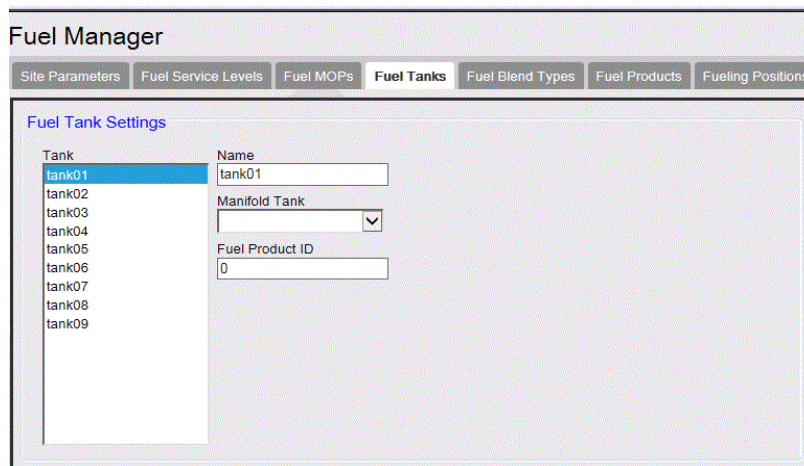 Fuel Manager
Site Parameters Fuel Service Levels Fuel MOPs Fuel Tanks Fuel Blend Types Fuel Products Fueling Positions
Fuel Tank Settings
Tank
tank01
tank02
tank03
tank04
tank05
tank06
tank07
tank08
tank09
Name
tank01
Manifold Tank
Fuel Product ID
0